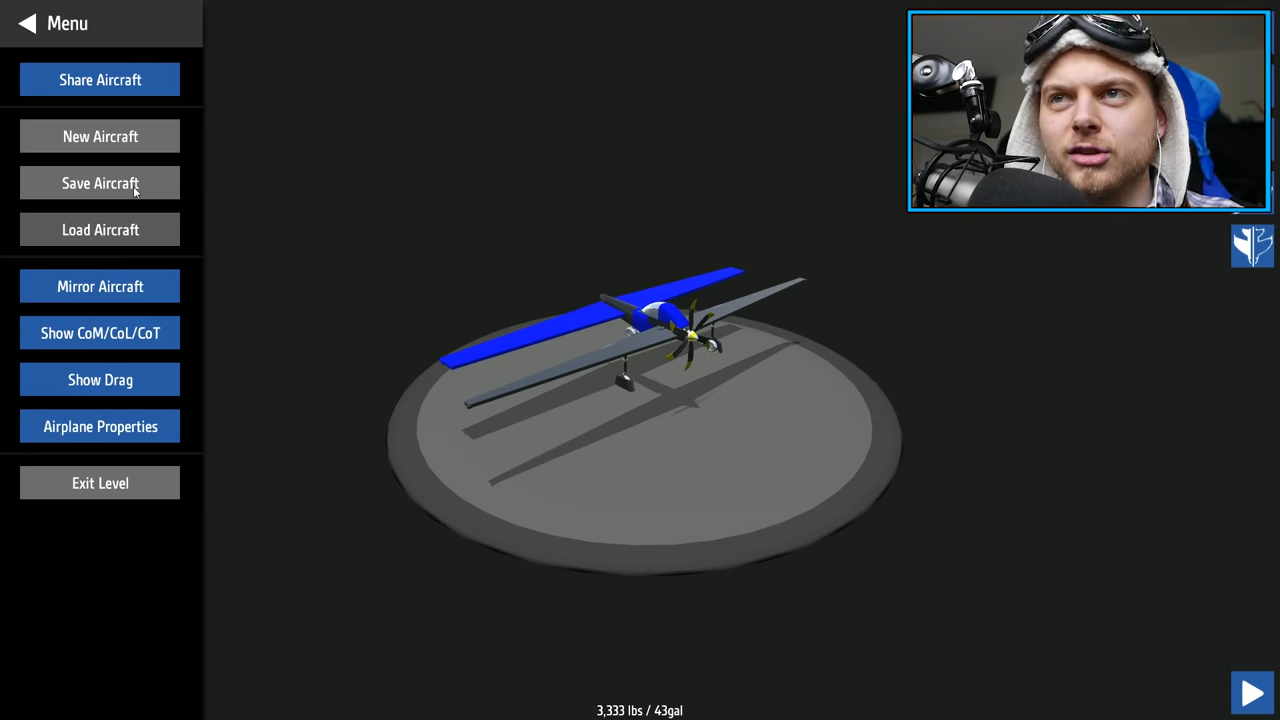 Menu
Share Aircraft
New Aircraft
Save Aircraft
Load Aircraft
Mirror Aircraft
Show CoM/CoL/CoT
Show Drag
Airplane Properties
Exit Level
3,333 lbs / 43gal